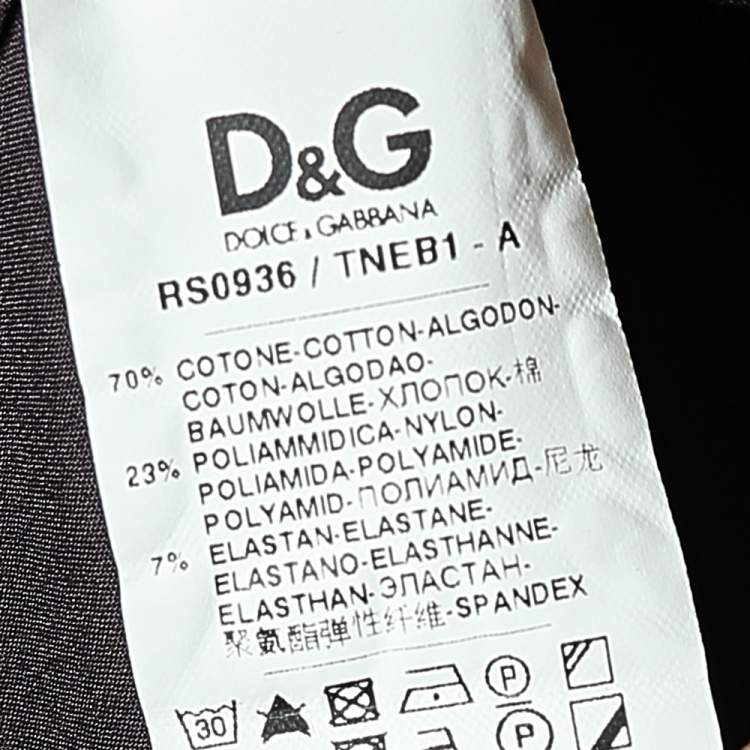 D&G
DOLCE & GABBANA
RS0936 / TNEB1 - A
70% COTONE-COTTON-ALGODON-
COTON-ALGODAO-
BAUMWOLLE-ХЛОПОК-棉
23% POLIAMMIDICA-NYLON-
POLIAMIDA-POLYAMIDE-
POLYAMID-ПОЛИАМИД-尼龙
7% ELASTAN-ELASTANE-
ELASTANO-ELASTHANNE-
ELASTHAN-ЭЛАСТАН-
聚氨酯弹性纤维-SPANDEX
30 P
P